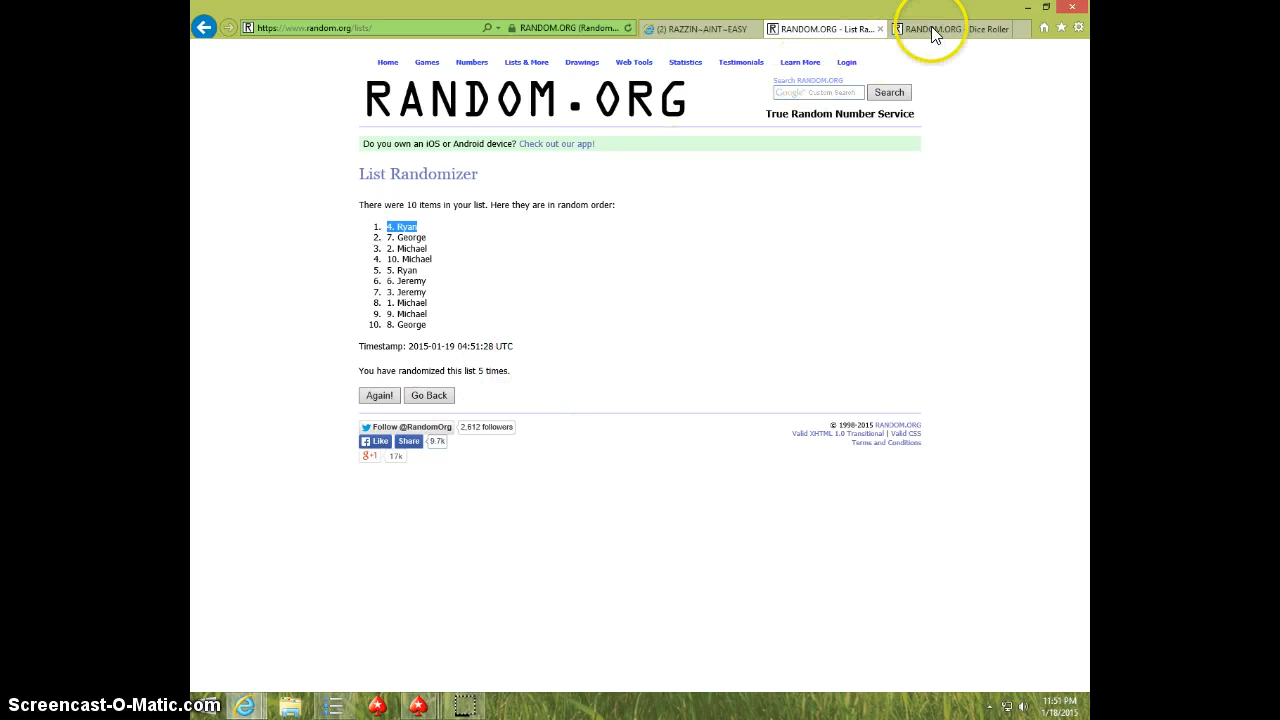 https://www.random.org/lists/
RANDOM.ORG (Random...
(2) RAZZIN~AINT~EASY
RANDOM.ORG - List Ra...
RANDOM.ORG - Dice Roller
Home Games Numbers Lists & More Drawings Web Tools Statistics Testimonials Learn More Login
RANDOM.ORG
Search RANDOM.ORG
Google Custom Search
Search
True Random Number Service
Do you own an iOS or Android device? Check out our app!
List Randomizer
There were 10 items in your list. Here they are in random order:
1. 4. Ryan
2. 7. George
3. 2. Michael
4. 10. Michael
5. 5. Ryan
6. 6. Jeremy
7. 3. Jeremy
8. 1. Michael
9. 9. Michael
10. 8. George
Timestamp: 2015-01-19 04:51:28 UTC
You have randomized this list 5 times.
Again! Go Back
Follow @RandomOrg 2,612 followers
Like Share 9.7k
g+1 17k
© 1998-2015 RANDOM.ORG
Valid XHTML 1.0 Transitional | Valid CSS
Terms and Conditions
Screencast-O-Matic.com
11:51 PM
1/18/2015